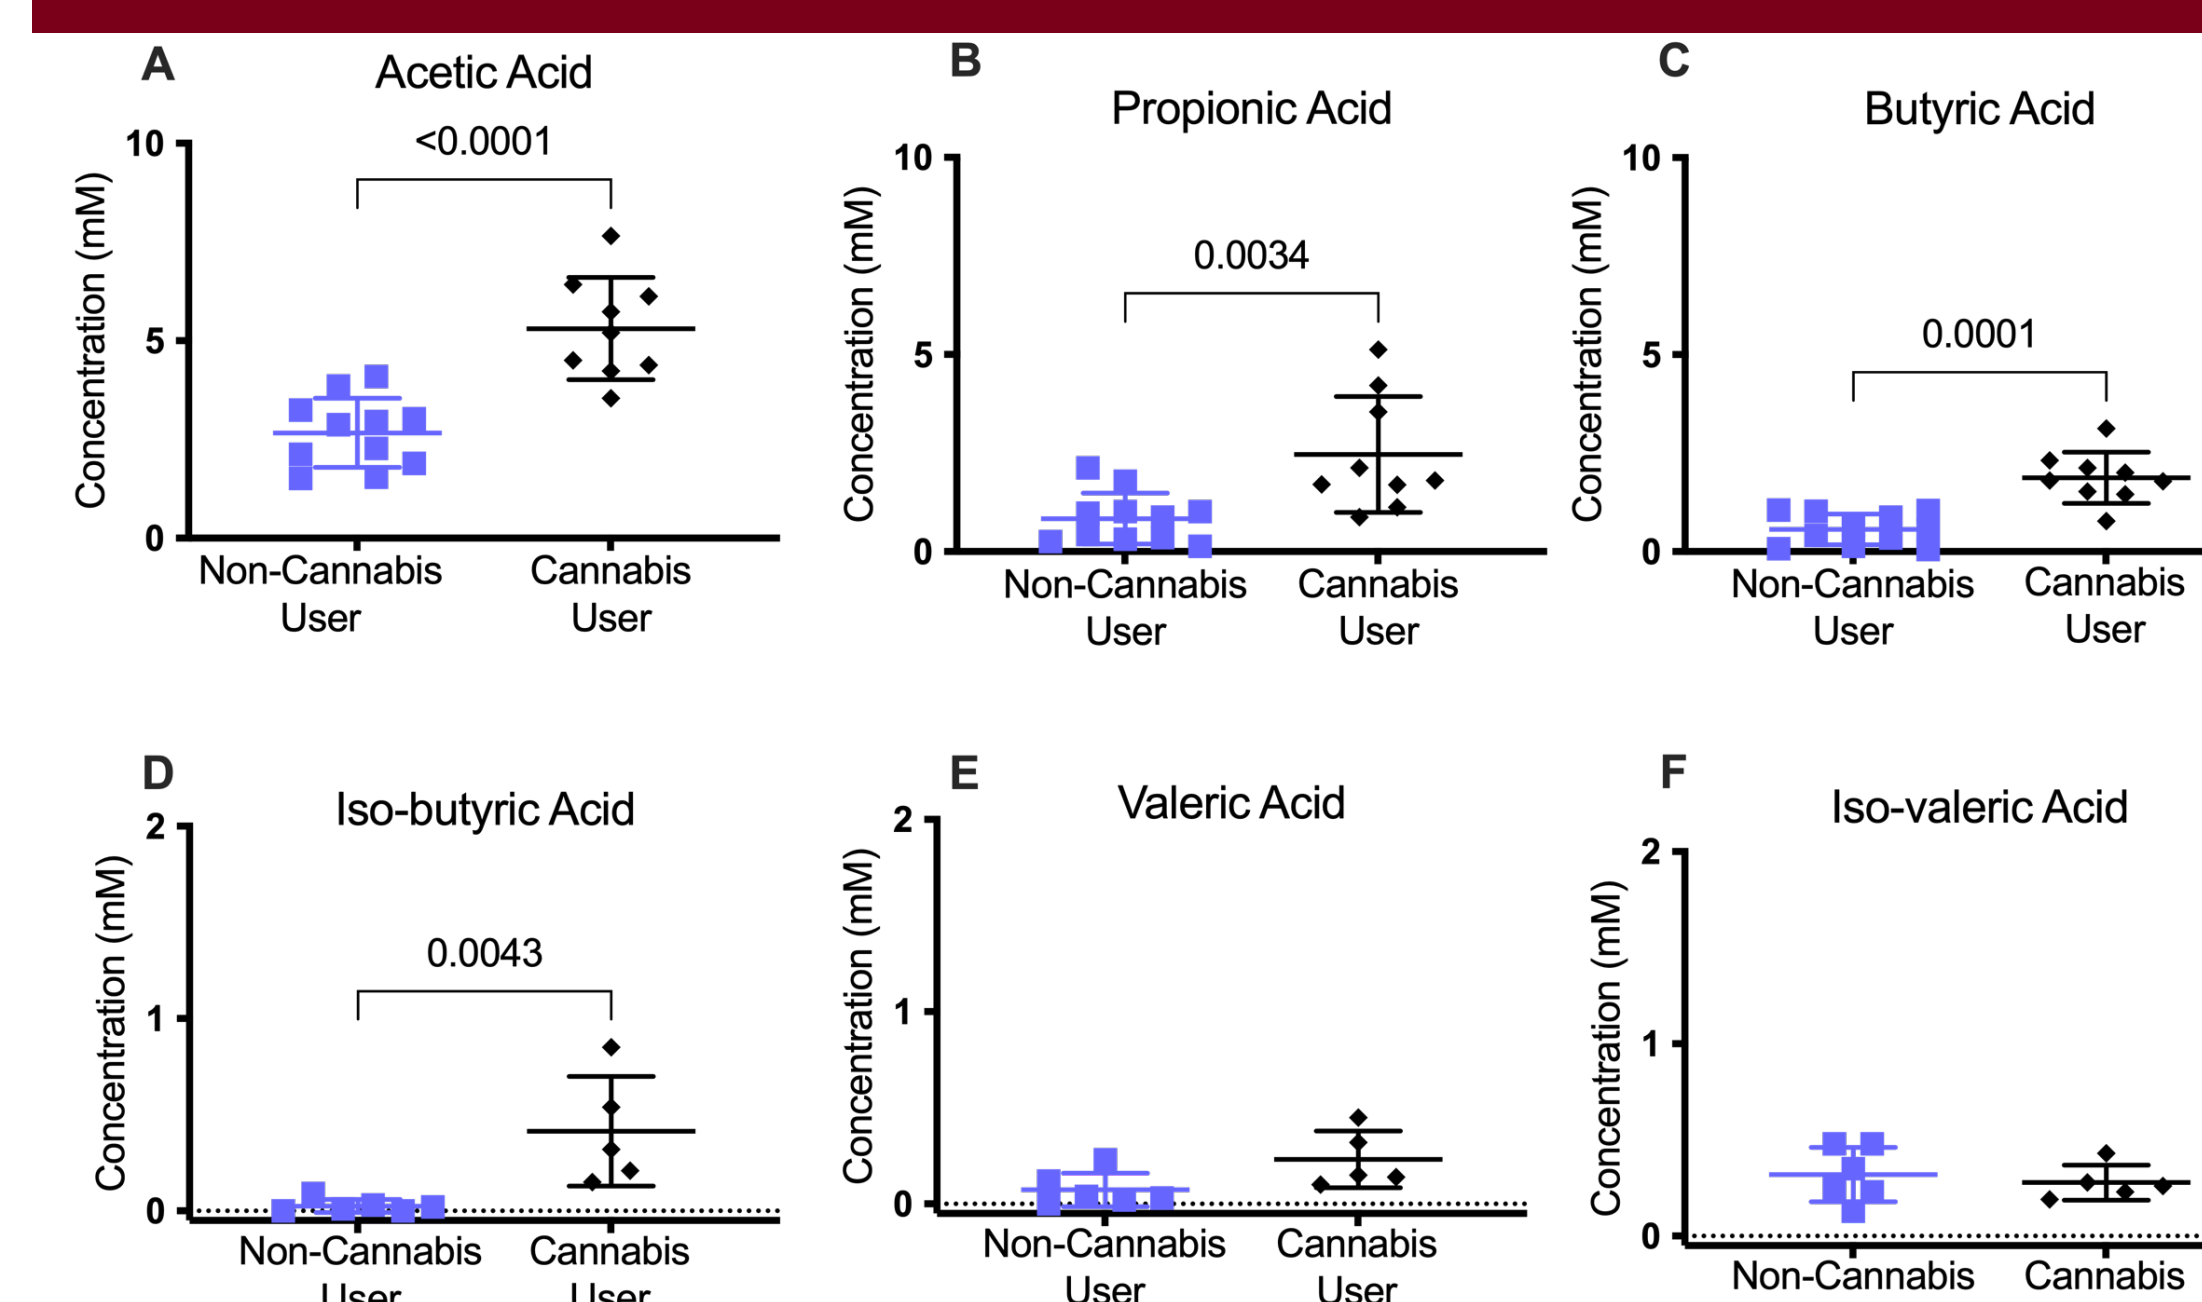 A
Acetic Acid
<0.0001
10
5
0
Concentration (mM)
Non-Cannabis
User
Cannabis
User
B
Propionic Acid
0.0034
10
5
0
Concentration (mM)
Non-Cannabis
User
Cannabis
User
C
Butyric Acid
0.0001
10
5
0
Concentration (mM)
Non-Cannabis
User
Cannabis
User
D
Iso-butyric Acid
0.0043
2
1
0
Concentration (mM)
Non-Cannabis
User
Cannabis
User
E
Valeric Acid
2
1
0
Concentration (mM)
Non-Cannabis
User
Cannabis
User
F
Iso-valeric Acid
2
1
0
Concentration (mM)
Non-Cannabis
Cannabis